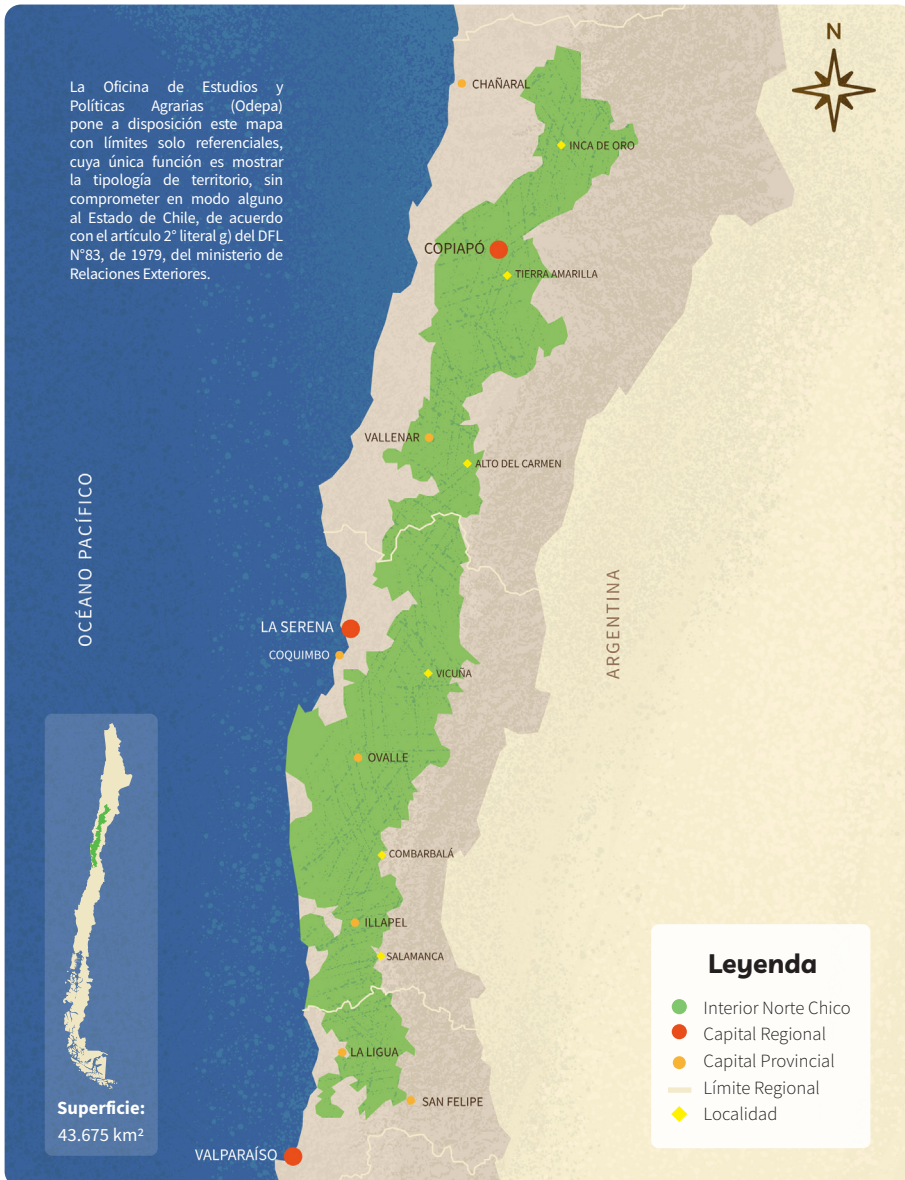 N
La Oficina de Estudios y
Políticas Agrarias (Odepa)
pone a disposición este mapa
con límites solo referenciales,
cuya única función es mostrar
la tipología de territorio, sin
comprometer en modo alguno
al Estado de Chile, de acuerdo
con el artículo 2° literal g) del DFL
N°83, de 1979, del ministerio de
Relaciones Exteriores.
CHAÑARAL
INCA DE ORO
COPIAPÓ
TIERRA AMARILLA
VALLENAR
ALTO DEL CARMEN
OCÉANO PACÍFICO
ARGENTINA
LA SERENA
COQUIMBO
VICUÑA
OVALLE
COMBARBALÁ
ILLAPEL
SALAMANCA
LA LIGUA
SAN FELIPE
VALPARAÍSO
Superficie:
43.675 km²
Leyenda
Interior Norte Chico
Capital Regional
Capital Provincial
Límite Regional
Localidad